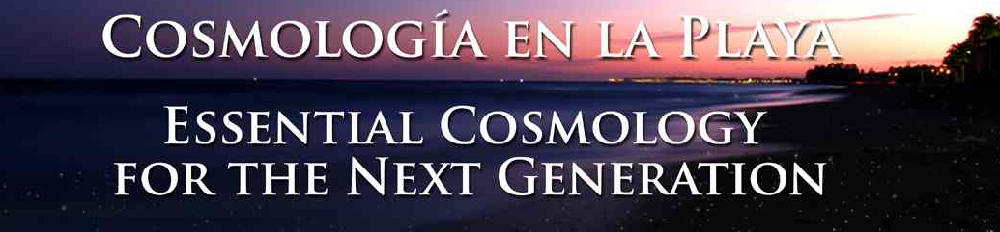 Cosmología en la Playa
Essential Cosmology
for the Next Generation